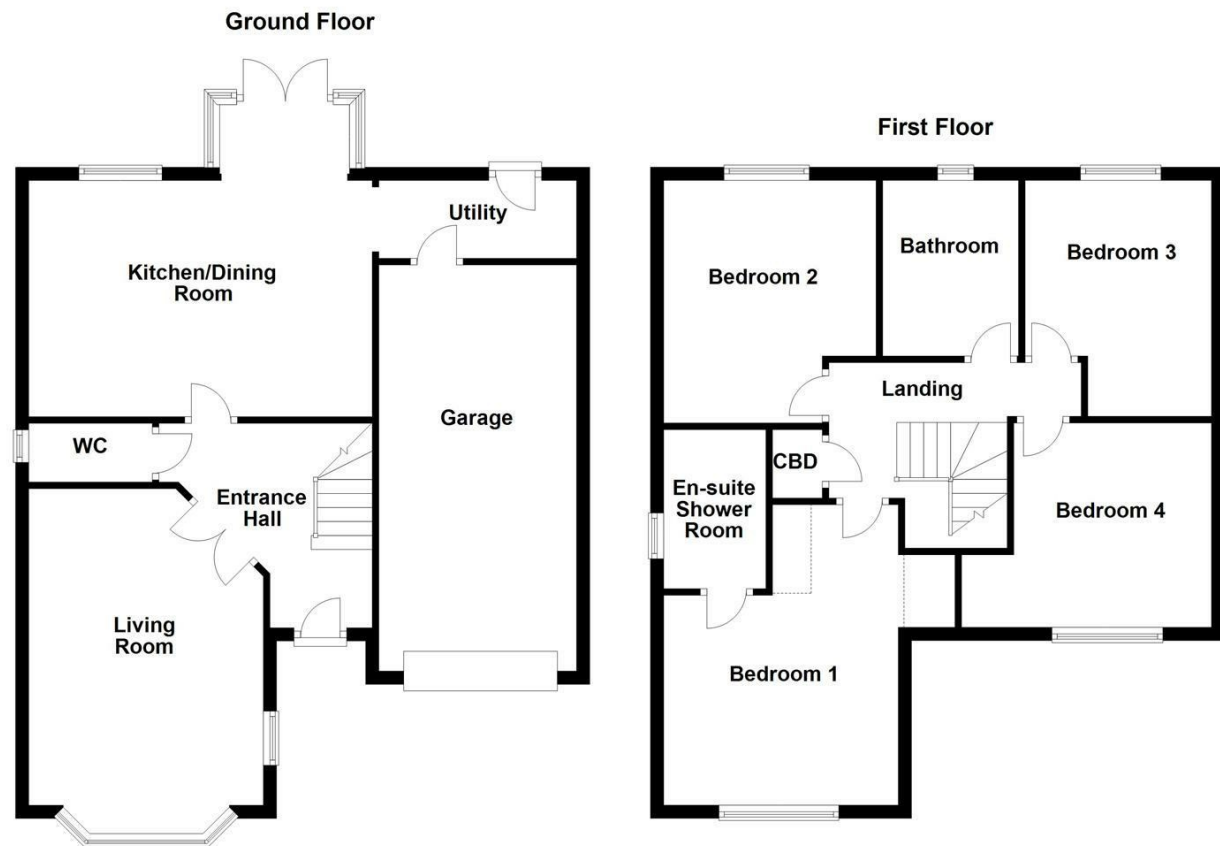 Ground Floor
Utility
Kitchen/Dining
Room
Garage
WC
Entrance
Hall
Living
Room
First Floor
Bedroom 2
Bathroom
Bedroom 3
Landing
CBD
En-suite
Shower
Room
Bedroom 4
Bedroom 1